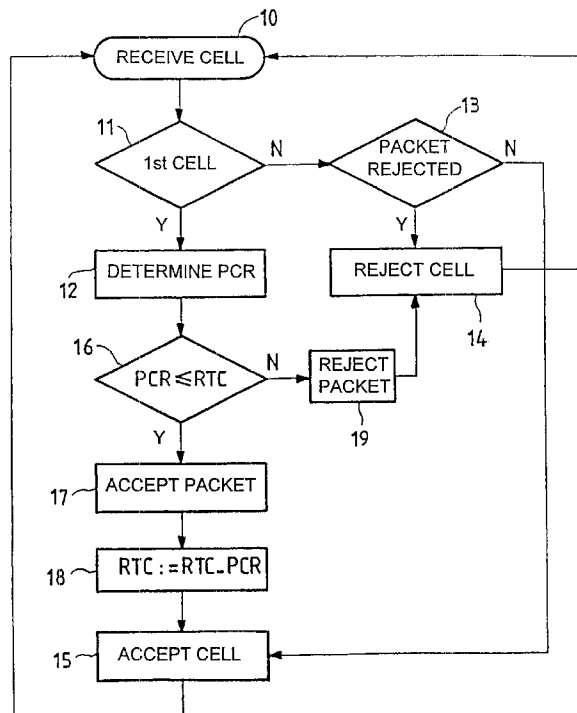 10
RECEIVE CELL
13
11
1st CELL
N
PACKET
REJECTED
N
Y
Y
DETERMINE PCR
12
REJECT CELL
14
16
PCR ≤ RTC
N
REJECT
PACKET
19
Y
ACCEPT PACKET
17
RTC := RTC-PCR
18
ACCEPT CELL
15